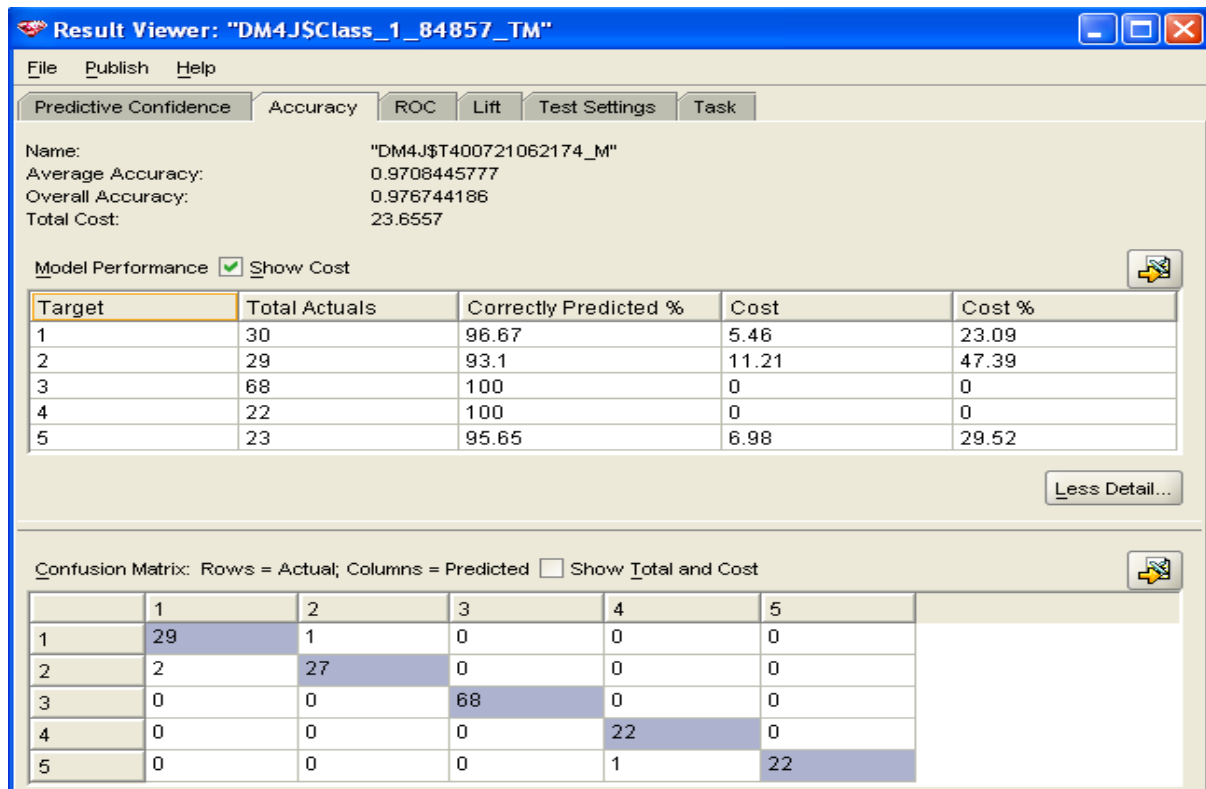 Result Viewer: "DM4J$Class_1_84857_TM"
File Publish Help
Predictive Confidence Accuracy ROC Lift Test Settings Task
Name: "DM4J$T400721062174_M"
Average Accuracy: 0.9708445777
Overall Accuracy: 0.976744186
Total Cost: 23.6557
Model Performance Show Cost
Target Total Actuals Correctly Predicted % Cost Cost %
1 30 96.67 5.46 23.09
2 29 93.1 11.21 47.39
3 68 100 0 0
4 22 100 0 0
5 23 95.65 6.98 29.52
Less Detail...
Confusion Matrix: Rows = Actual; Columns = Predicted Show Total and Cost
1 2 3 4 5
1 29 1 0 0 0
2 2 27 0 0 0
3 0 0 68 0 0
4 0 0 0 22 0
5 0 0 0 1 22